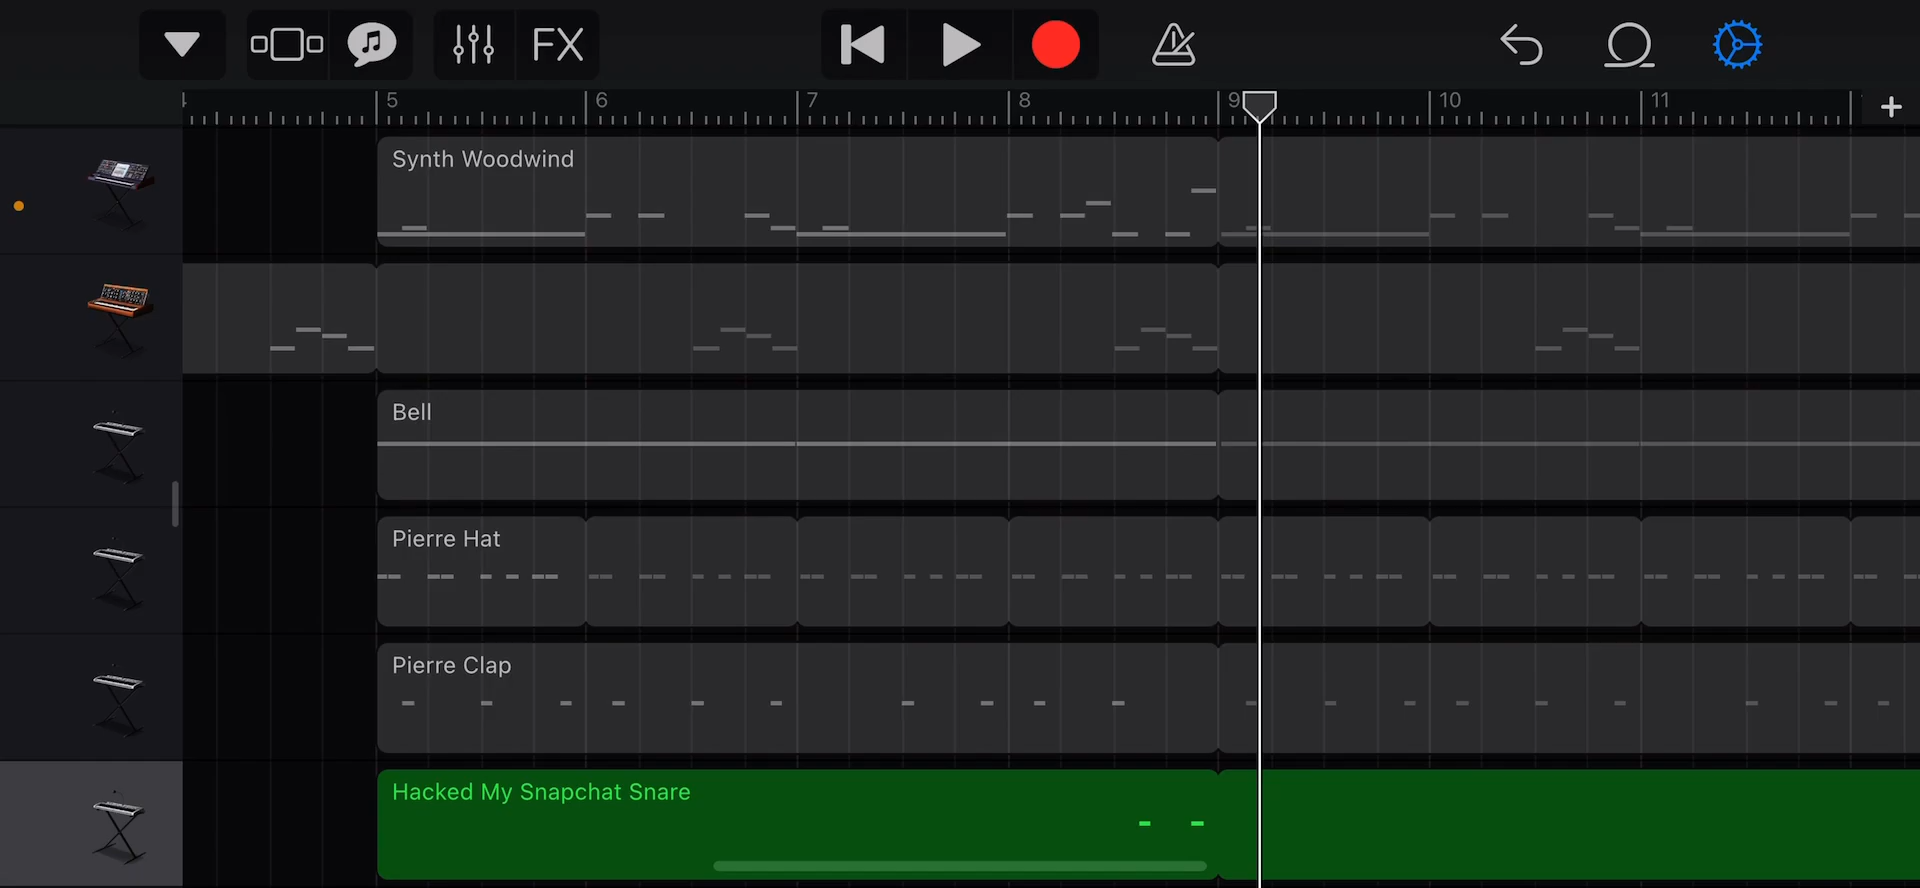 FX
4 5 6 7 8 9 10 11
Synth Woodwind
Bell
Pierre Hat
Pierre Clap
Hacked My Snapchat Snare